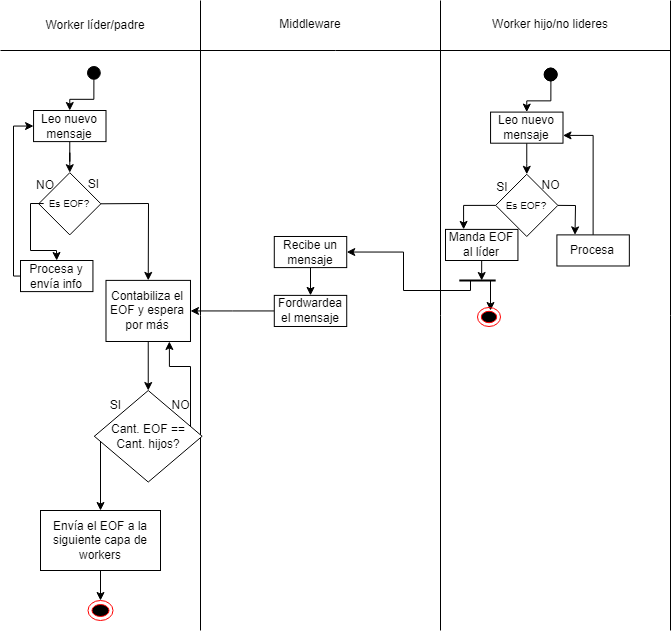 Worker líder/padre
Middleware
Worker hijo/no lideres
Leo nuevo
mensaje
NO
SI
Es EOF?
Procesa y
envía info
Contabiliza el
EOF y espera
por más
SI
NO
Cant. EOF ==
Cant. hijos?
Envía el EOF a la
siguiente capa de
workers
Recibe un
mensaje
Fordwardea
el mensaje
Leo nuevo
mensaje
SI
NO
Es EOF?
Manda EOF
al líder
Procesa